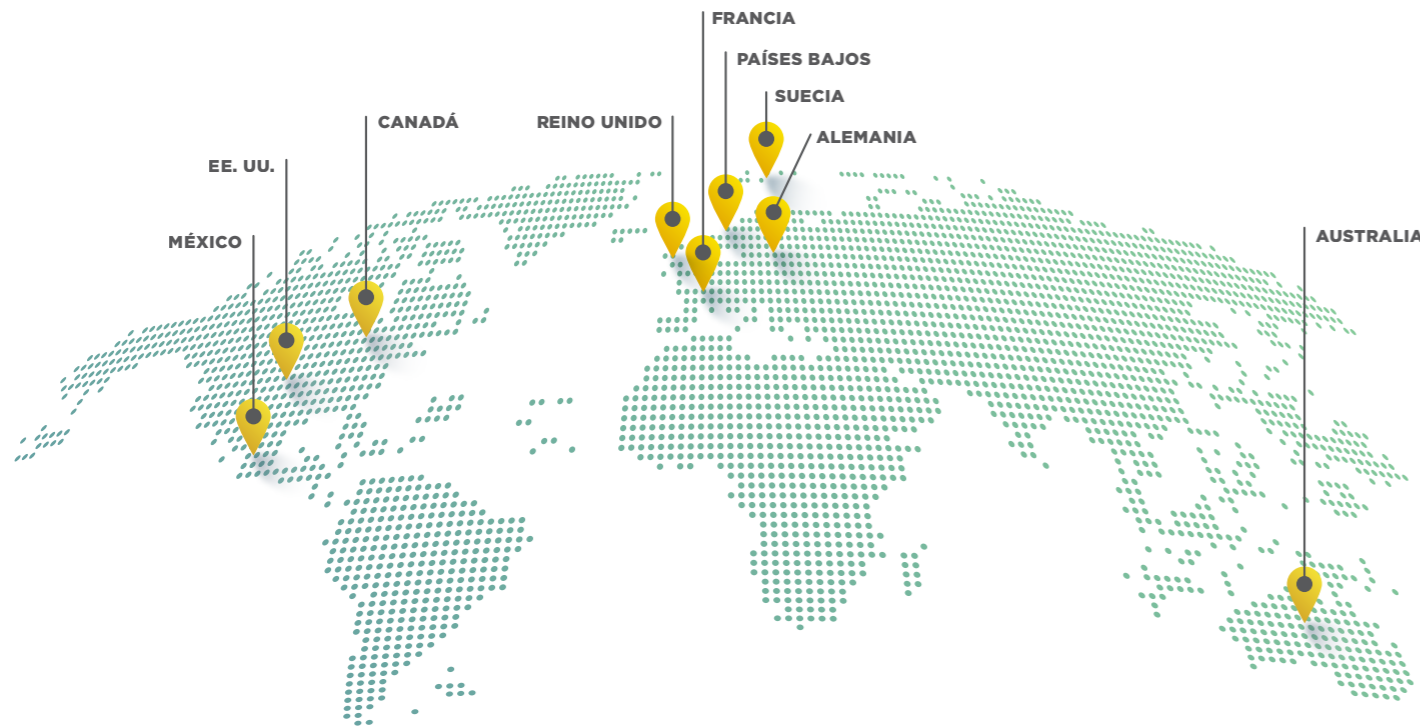 FRANCIA
PAÍSES BAJOS
SUECIA
CANADÁ
REINO UNIDO
ALEMANIA
EE. UU.
MÉXICO
AUSTRALIA